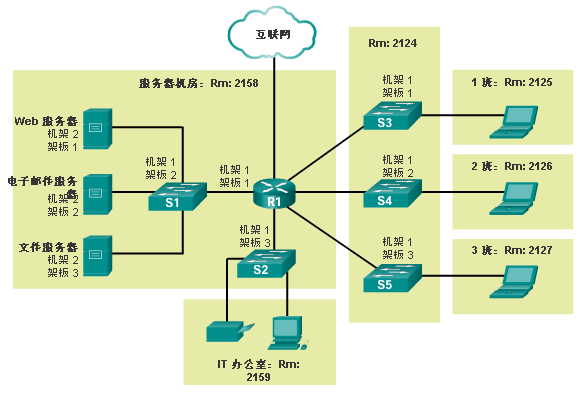 互联网
Rm: 2124
服务器机房：Rm: 2158
机架 1
架板 1
S3
1 班：Rm: 2125
Web 服务器
机架 2
架板 1
机架 1
架板 2
S1
机架 1
架板 1
R1
机架 1
架板 2
S4
2 班：Rm: 2126
电子邮件服务
器
机架 2
架板 2
文件服务器
机架 2
架板 3
机架 1
架板 3
S2
机架 1
架板 3
S5
3 班：Rm: 2127
IT 办公室：Rm:
2159